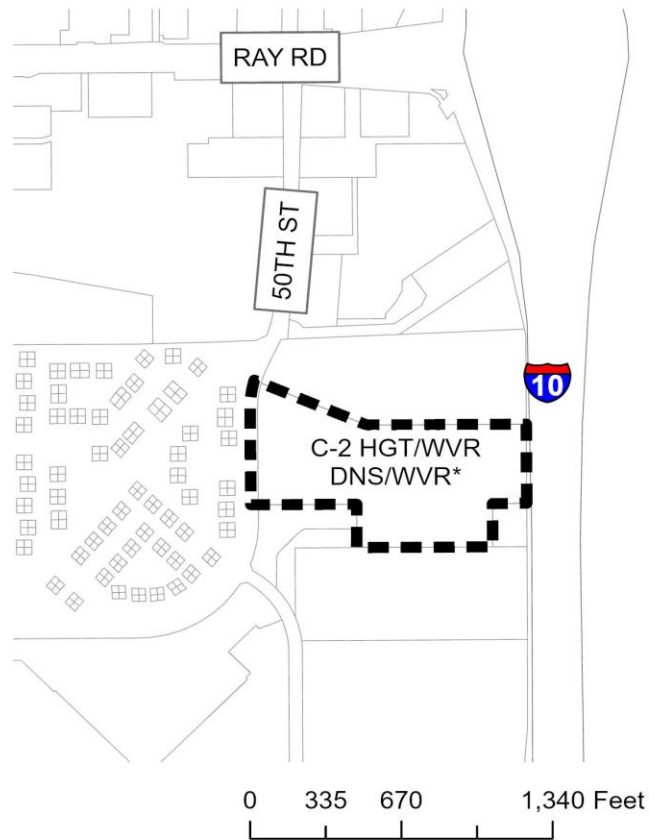 RAY RD
50TH ST
10
C-2 HGT/WVR
DNS/WVR*
0 335 670 1,340 Feet